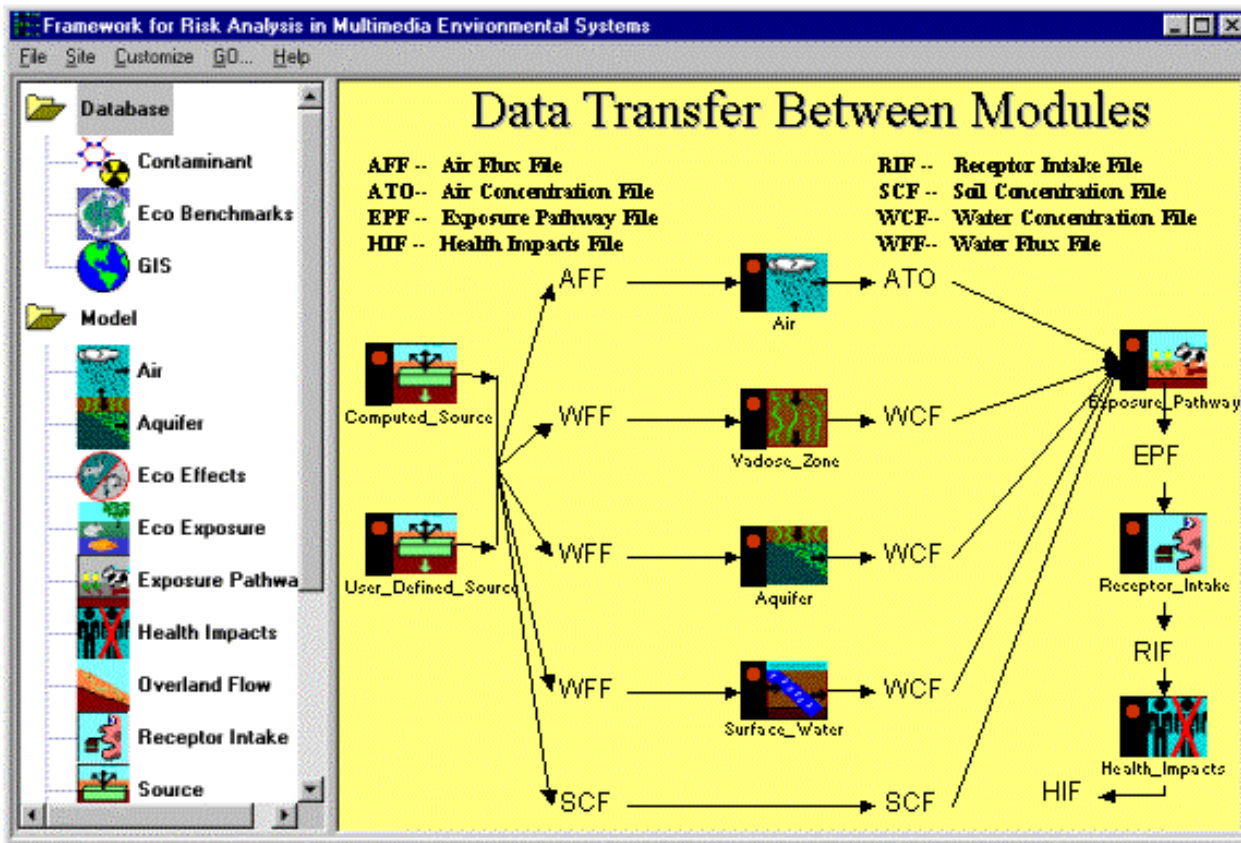 Framework for Risk Analysis in Multimedia Environmental Systems
File Site Customize GO... Help
Database
Contaminant
Eco Benchmarks
GIS
Model
Air
Aquifer
Eco Effects
Eco Exposure
Exposure Pathwa
Health Impacts
Overland Flow
Receptor Intake
Source
Data Transfer Between Modules
AFF -- Air Flux File
ATO-- Air Concentration File
EPF -- Exposure Pathway File
HIF -- Health Impacts File
RIF -- Receptor Intake File
SCF -- Soil Concentration File
WCF-- Water Concentration File
WFF-- Water Flux File
Computed_Source
User_Defined_Source
AFF
Air
ATO
WFF
Vadose_Zone
WCF
WFF
Aquifer
WCF
WFF
Surface_Water
WCF
SCF
SCF
Exposure_Pathway
EPF
Receptor_Intake
RIF
Health_Impacts
HIF